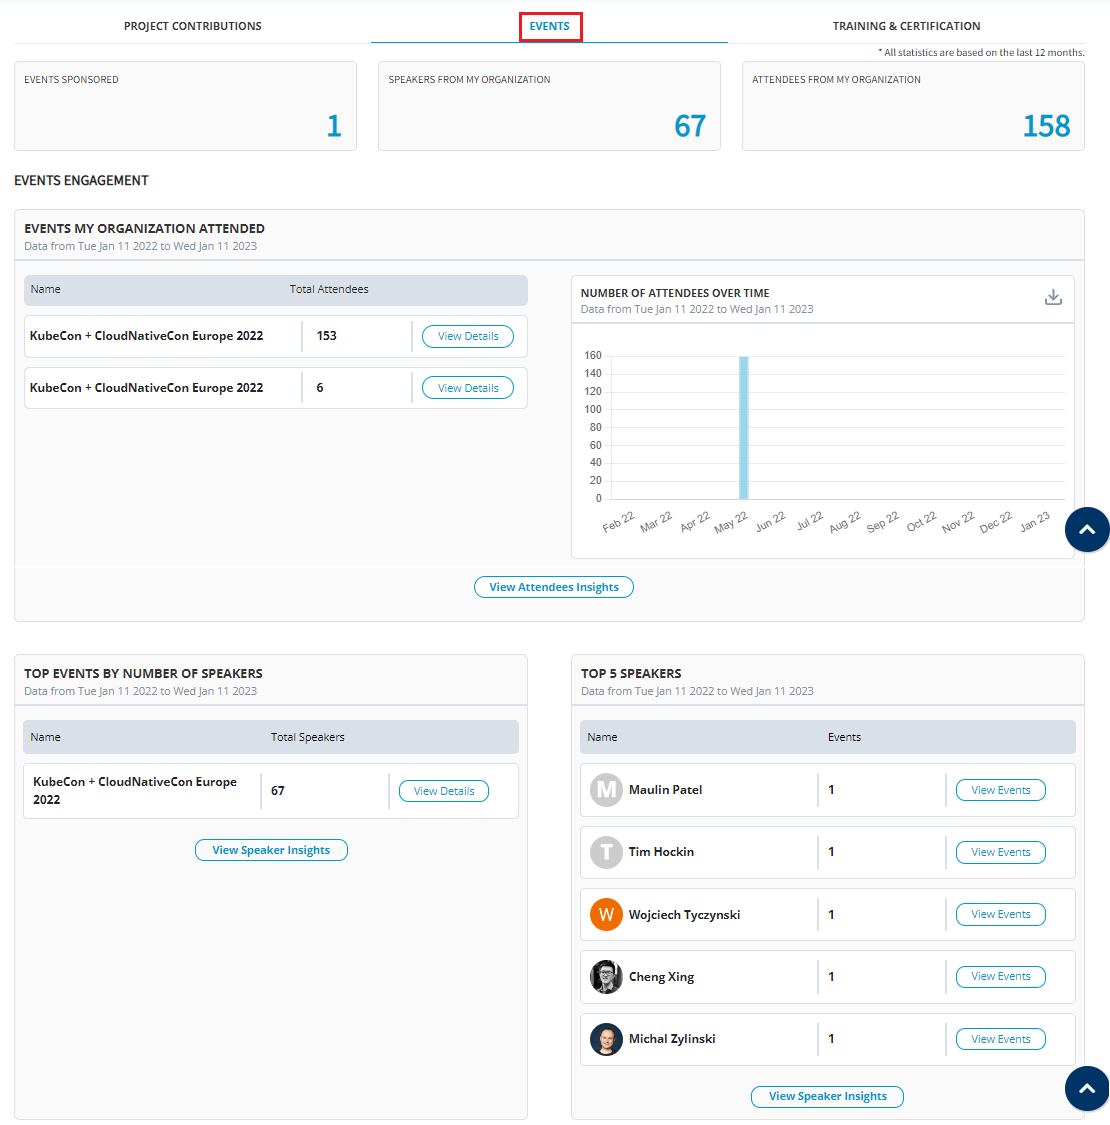 PROJECT CONTRIBUTIONS
EVENTS
TRAINING & CERTIFICATION
* All statistics are based on the last 12 months.
EVENTS SPONSORED
1
SPEAKERS FROM MY ORGANIZATION
67
ATTENDEES FROM MY ORGANIZATION
158
EVENTS ENGAGEMENT
EVENTS MY ORGANIZATION ATTENDED
Data from Tue Jan 11 2022 to Wed Jan 11 2023
Name Total Attendees
KubeCon + CloudNativeCon Europe 2022 153 View Details
KubeCon + CloudNativeCon Europe 2022 6 View Details
NUMBER OF ATTENDEES OVER TIME
Data from Tue Jan 11 2022 to Wed Jan 11 2023
160
140
120
100
80
60
40
20
0
Feb 22 Mar 22 Apr 22 May 22 Jun 22 Jul 22 Aug 22 Sep 22 Oct 22 Nov 22 Dec 22 Jan 23
View Attendees Insights
TOP EVENTS BY NUMBER OF SPEAKERS
Data from Tue Jan 11 2022 to Wed Jan 11 2023
Name Total Speakers
KubeCon + CloudNativeCon Europe
2022
67 View Details
View Speaker Insights
TOP 5 SPEAKERS
Data from Tue Jan 11 2022 to Wed Jan 11 2023
Name Events
M Maulin Patel 1 View Events
T Tim Hockin 1 View Events
W Wojciech Tyczynski 1 View Events
Cheng Xing 1 View Events
Michal Zylinski 1 View Events
View Speaker Insights